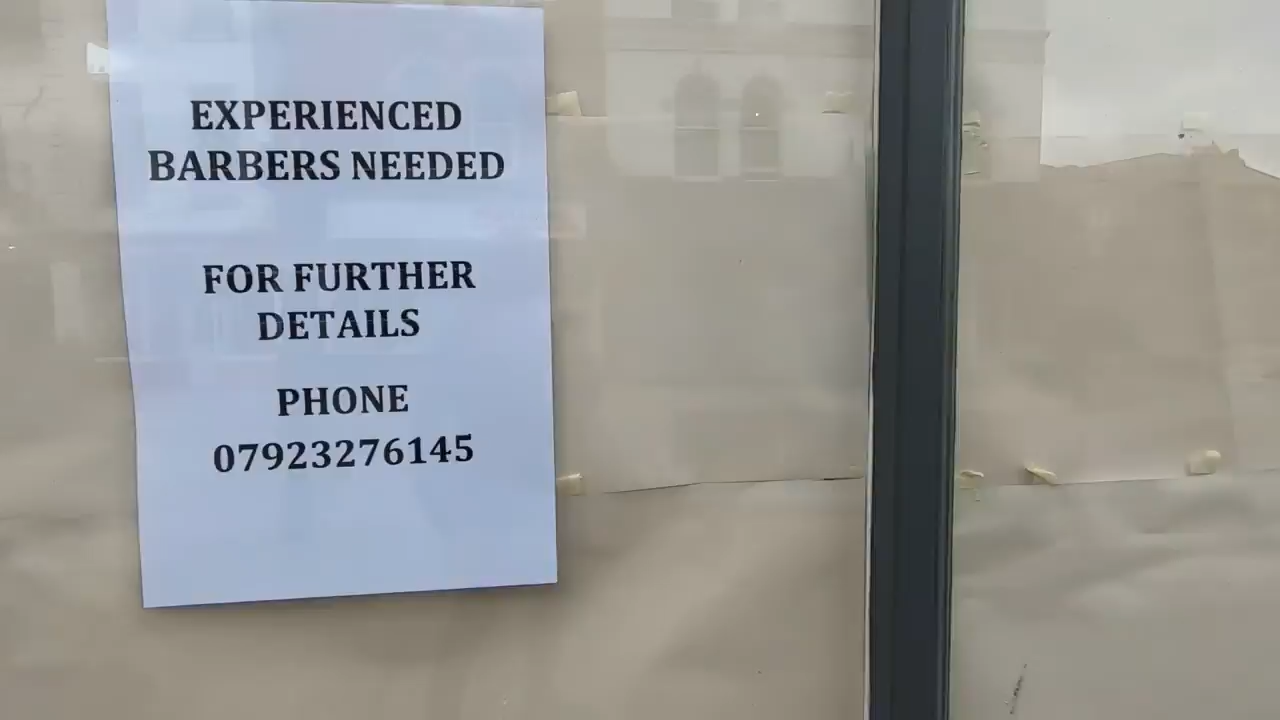 EXPERIENCED
BARBERS NEEDED
FOR FURTHER
DETAILS
PHONE
07923276145